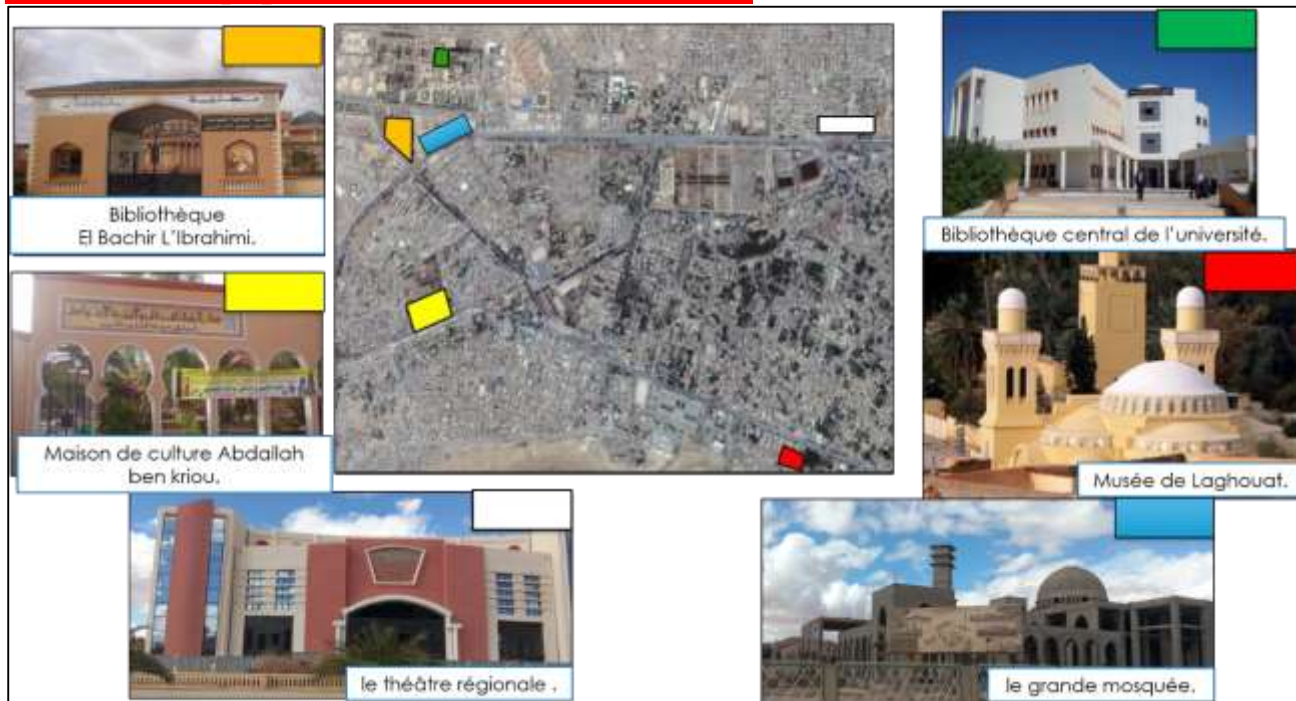 Bibliothèque
El Bachir L'Ibrahimi.
Bibliothèque central de l'université.
Maison de culture Abdallah
ben kriou.
Musée de Laghouat.
le théâtre régionale .
le grande mosquée.